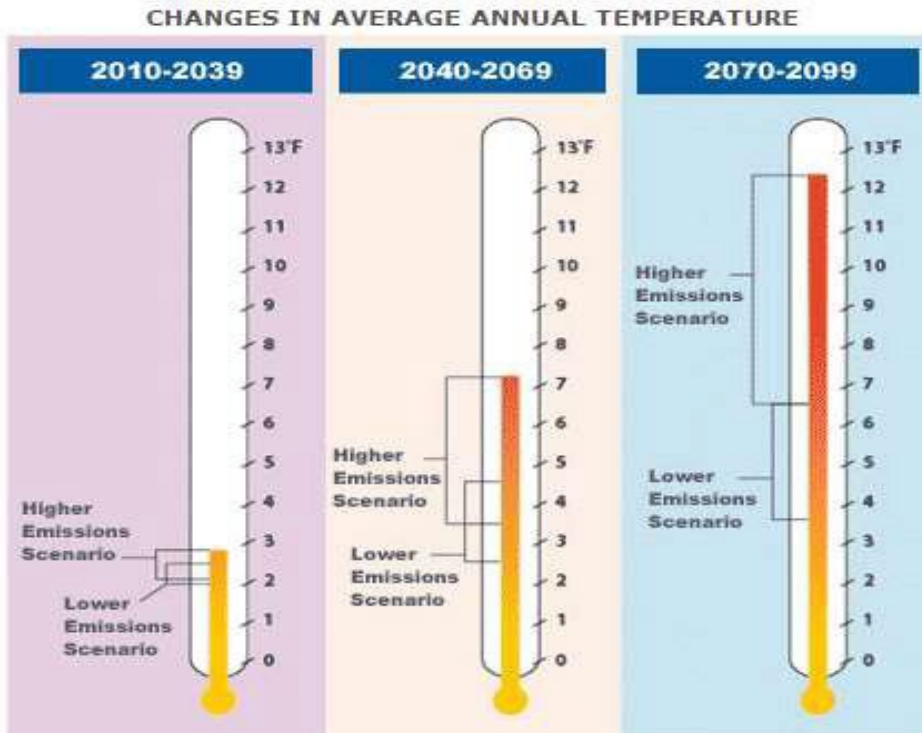 CHANGES IN AVERAGE ANNUAL TEMPERATURE
2010-2039
13°F
12
11
10
9
8
7
6
5
4
3
2
1
0
Higher
Emissions
Scenario
Lower
Emissions
Scenario
2040-2069
13°F
12
11
10
9
8
7
6
5
4
3
2
1
0
Higher
Emissions
Scenario
Lower
Emissions
Scenario
2070-2099
13°F
12
11
10
9
8
7
6
5
4
3
2
1
0
Higher
Emissions
Scenario
Lower
Emissions
Scenario